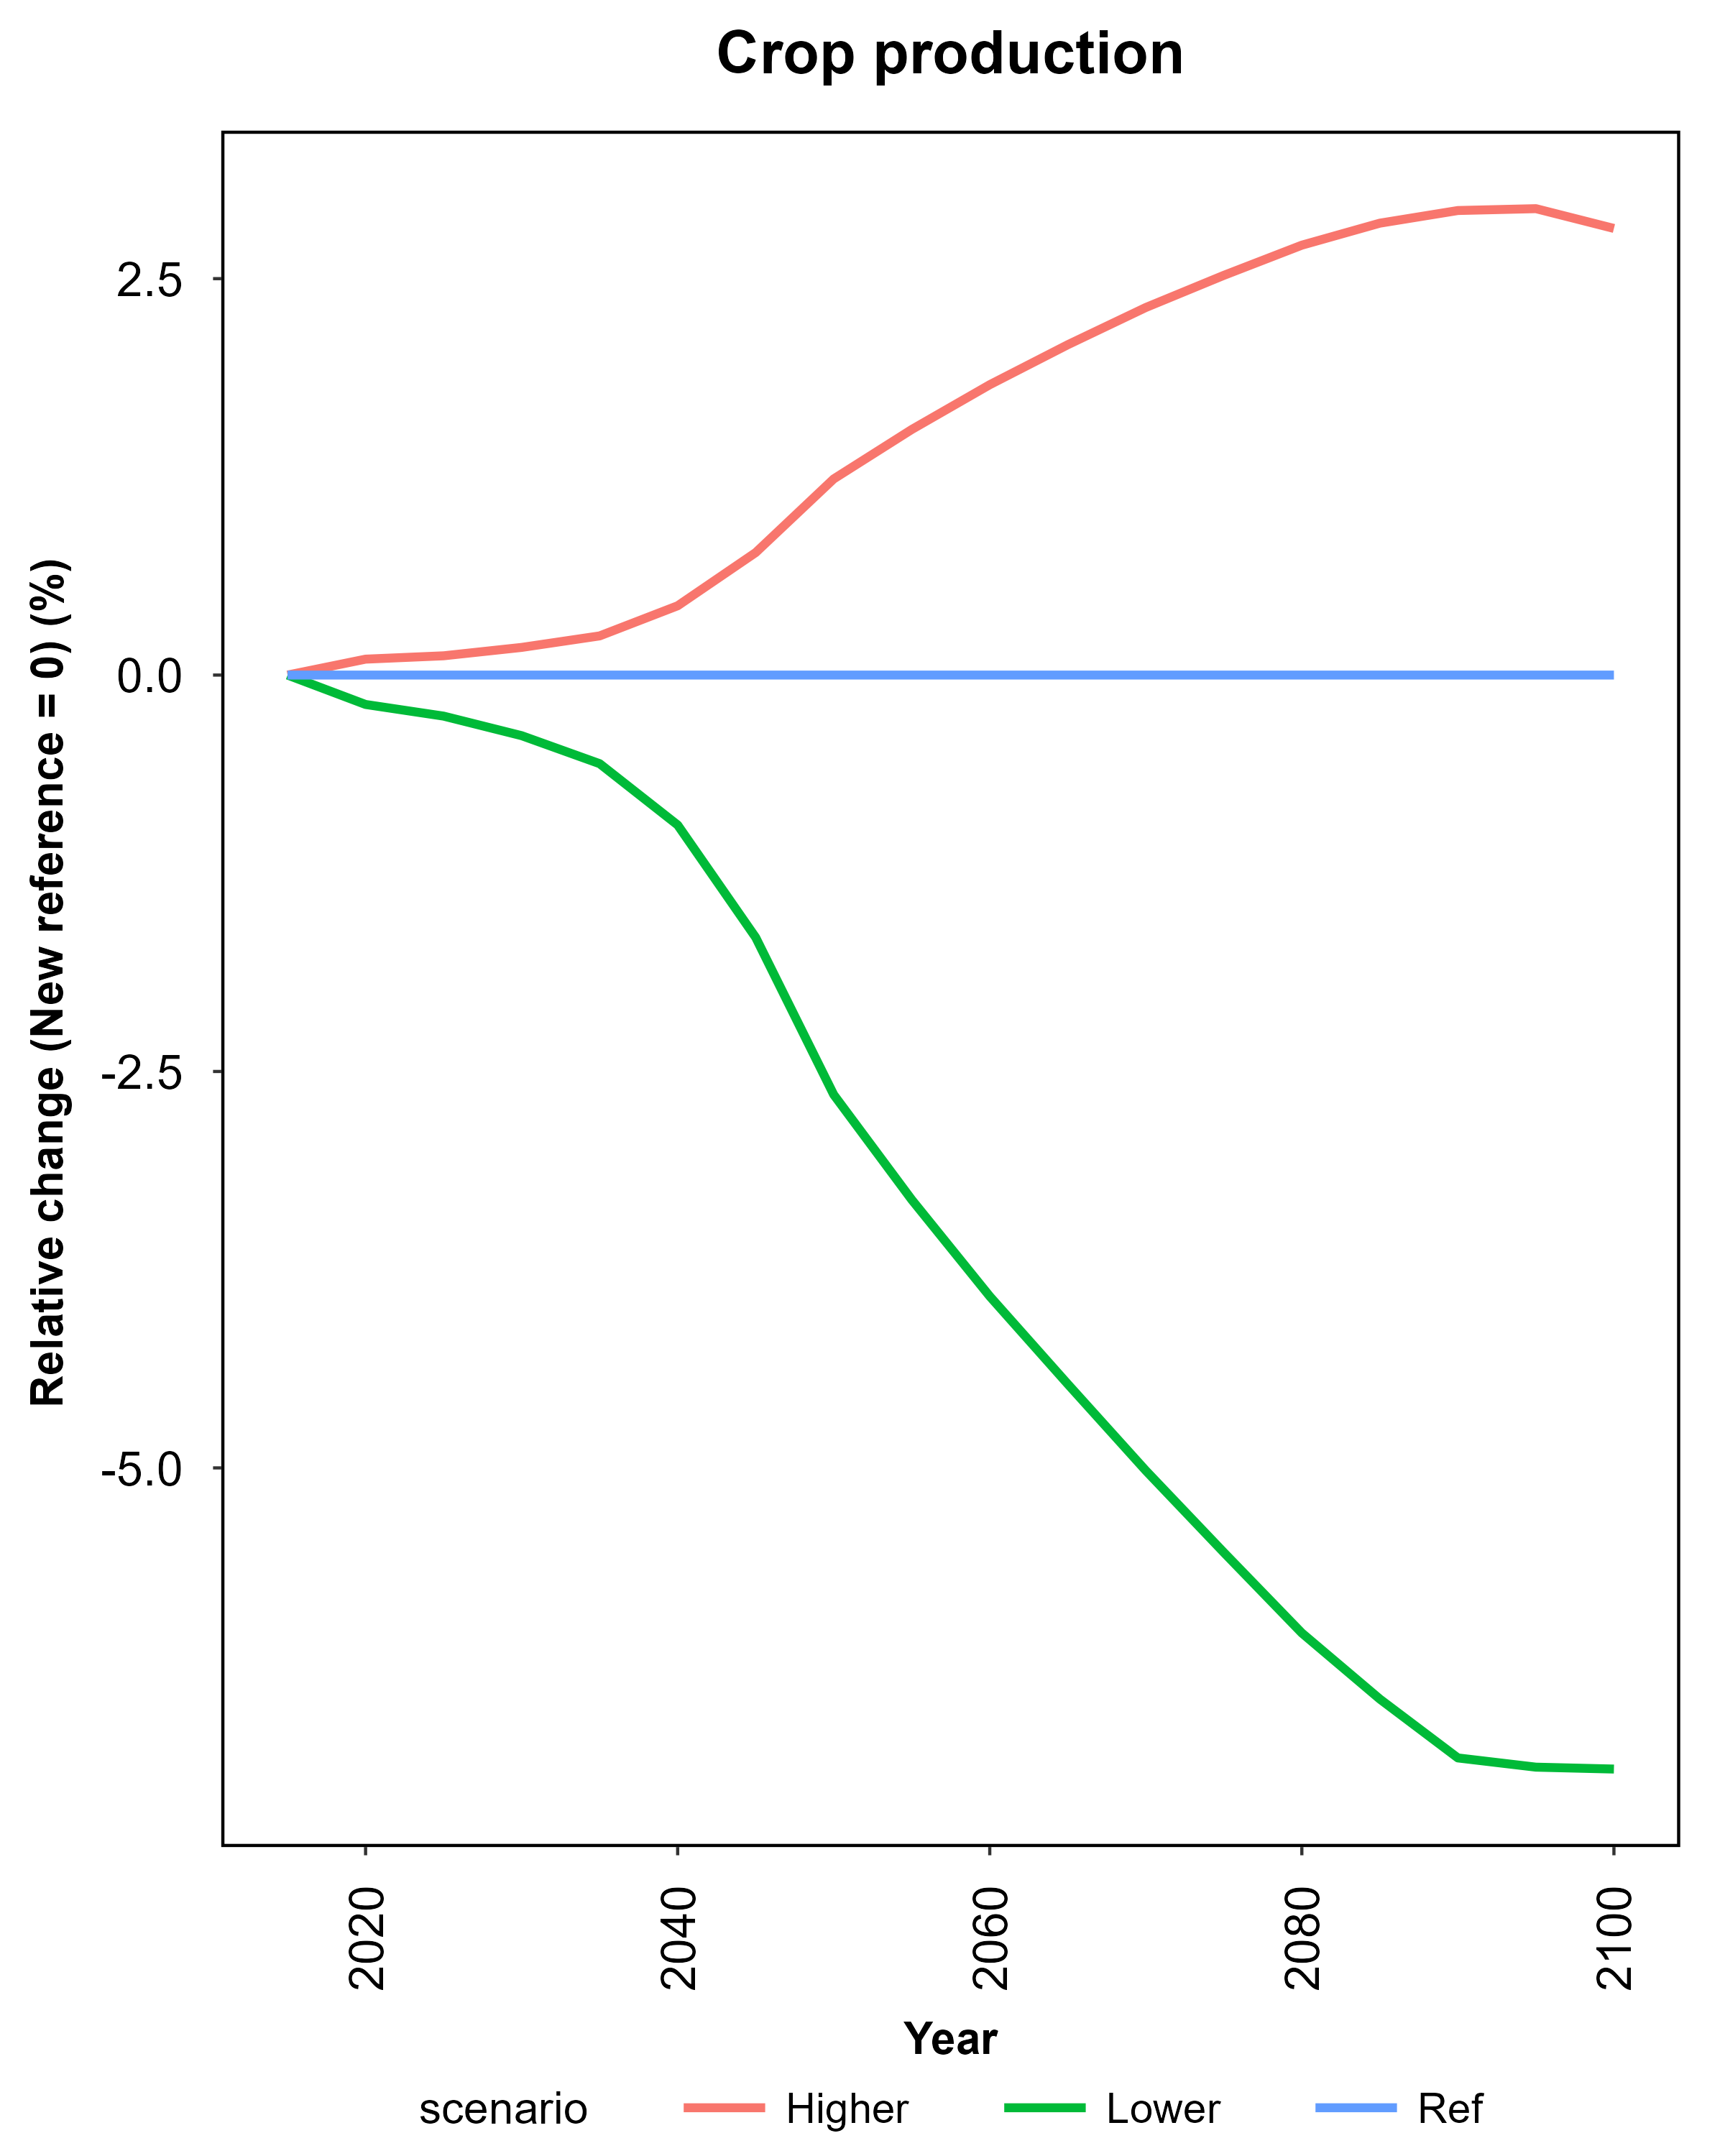 Crop production
Relative change (New reference = 0) (%)
2.5
0.0
-2.5
-5.0
2020
2040
2060
2080
2100
Year
scenario Higher Lower Ref